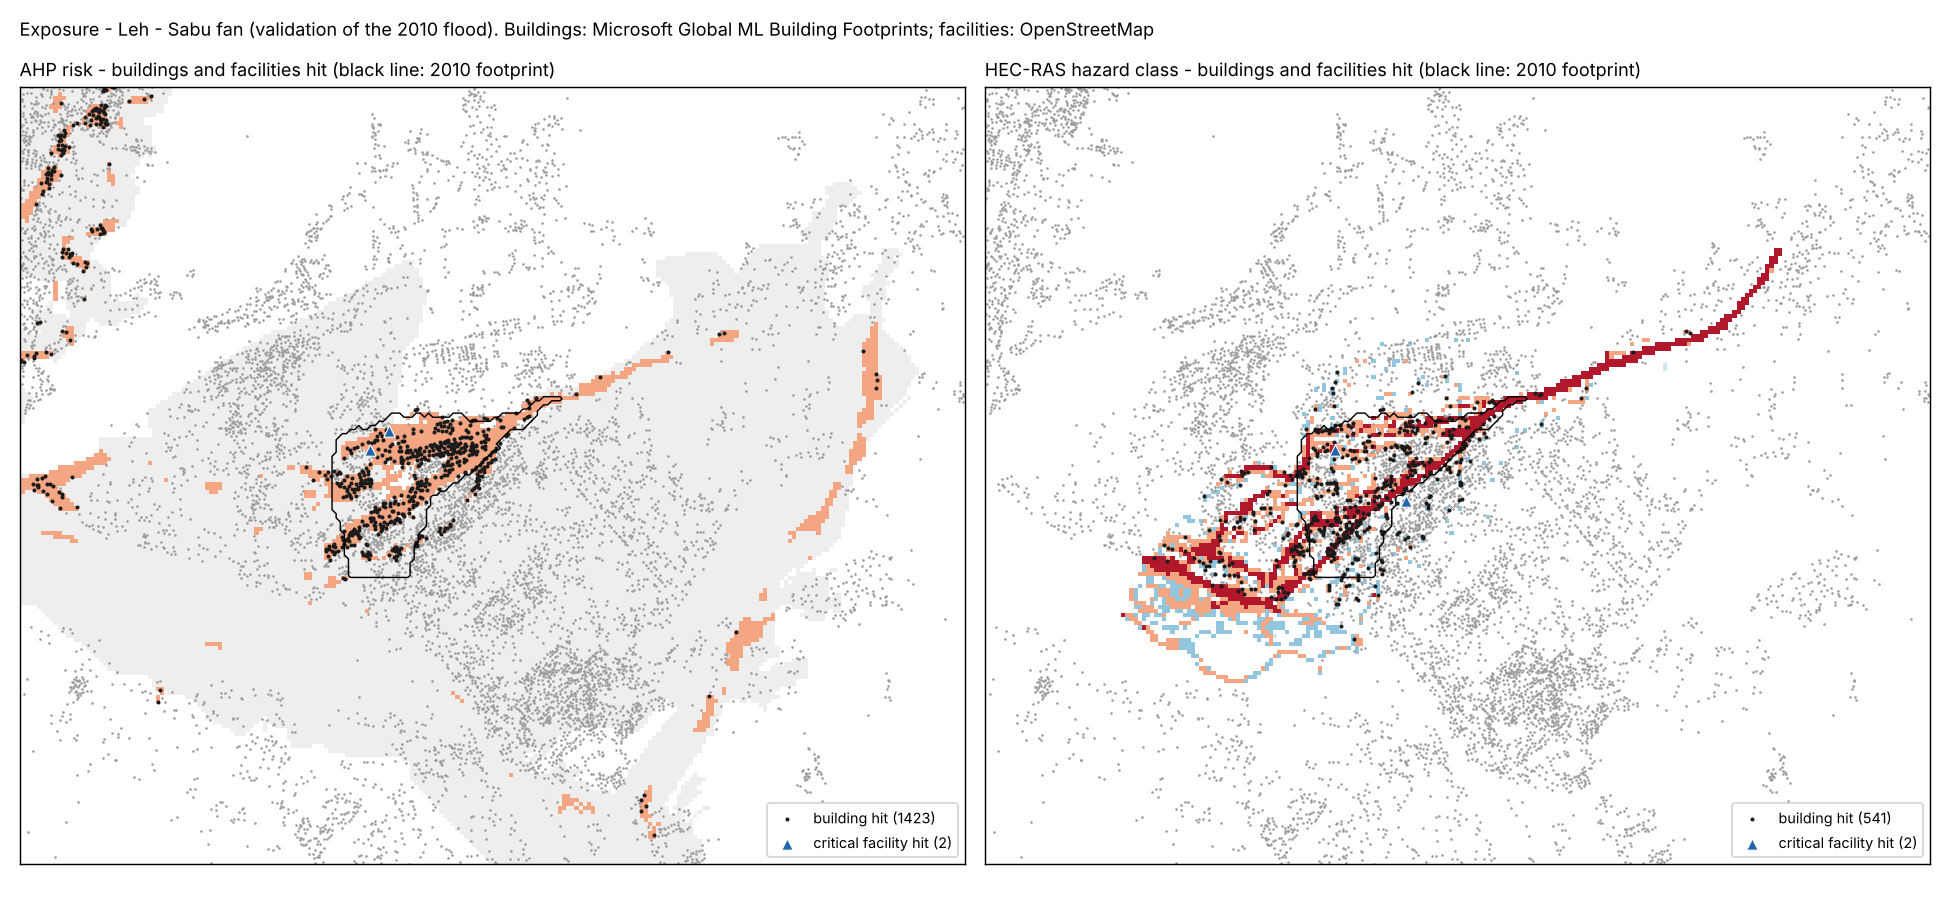 Exposure - Leh - Sabu fan (validation of the 2010 flood). Buildings: Microsoft Global ML Building Footprints; facilities: OpenStreetMap
AHP risk - buildings and facilities hit (black line: 2010 footprint)
building hit (1423)
critical facility hit (2)
HEC-RAS hazard class - buildings and facilities hit (black line: 2010 footprint)
building hit (541)
critical facility hit (2)